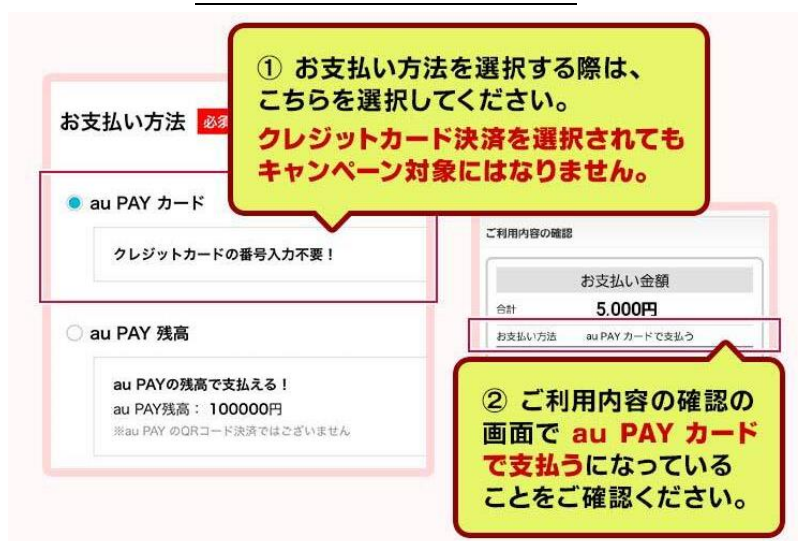 ① お支払い方法を選択する際は、
こちらを選択してください。
クレジットカード決済を選択されても
キャンペーン対象にはなりません。
お支払い方法
au PAY カード
クレジットカードの番号入力不要！
au PAY 残高
au PAYの残高で支払える！
au PAY残高： 100000円
※au PAY のQRコード決済ではございません
ご利用内容の確認
お支払い金額
合計 5.000円
お支払い方法 au PAY カードで支払う
② ご利用内容の確認の
画面で au PAY カード
で支払うになっている
ことをご確認ください。